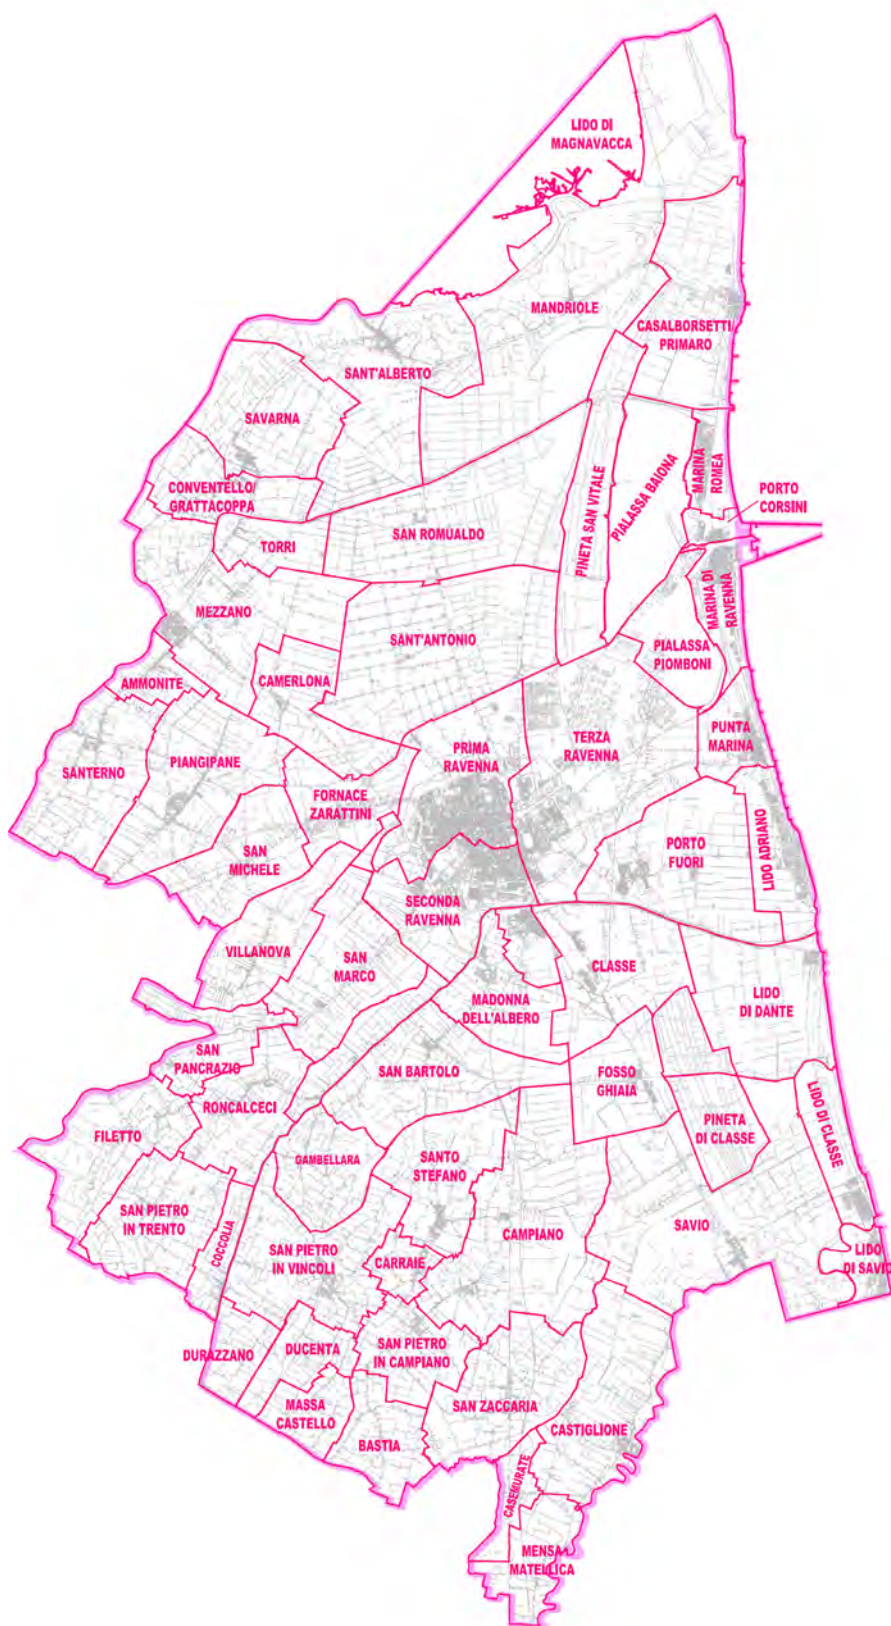 LIDO DI
MAGNAVACCA
MANDRIOLE
CASALBORSETTI/
PRIMARO
SANT'ALBERTO
SAVARNA
CONVENTELLO/
GRATTACOPPA
MARINA
ROMEA
PORTO
CORSINI
PIALASSA BAIONA
PINETA SAN VITALE
SAN ROMUALDO
TORRI
MARINA DI
RAVENNA
MEZZANO
SANT'ANTONIO
PIALASSA
PIOMBONI
AMMONITE
CAMERLONA
PUNTA
MARINA
TERZA
RAVENNA
PRIMA
RAVENNA
PIANGIPANE
SANTERNO
FORNACE
ZARATTINI
SAN
MICHELE
PORTO
FUORI
LIDO ADRIANO
SECONDA
RAVENNA
VILLANOVA
SAN
MARCO
CLASSE
MADONNA
DELL'ALBERO
LIDO
DI DANTE
SAN
PANCRAZIO
SAN BARTOLO
FOSSO
GHIAIA
RONCALCECI
LIDO DI CLASSE
PINETA
DI CLASSE
FILETTO
GAMBELLARA
SANTO
STEFANO
SAN PIETRO
IN TRENTO
COCCOLIA
SAN PIETRO
IN VINCOLI
CARRAIE
CAMPIANO
SAVIO
LIDO
DI SAVIO
DURAZZANO
DUCENTA
SAN PIETRO
IN CAMPIANO
MASSA
CASTELLO
SAN ZACCARIA
BASTIA
CASTIGLIONE
CASEMURATE
MENSA
MATELLICA